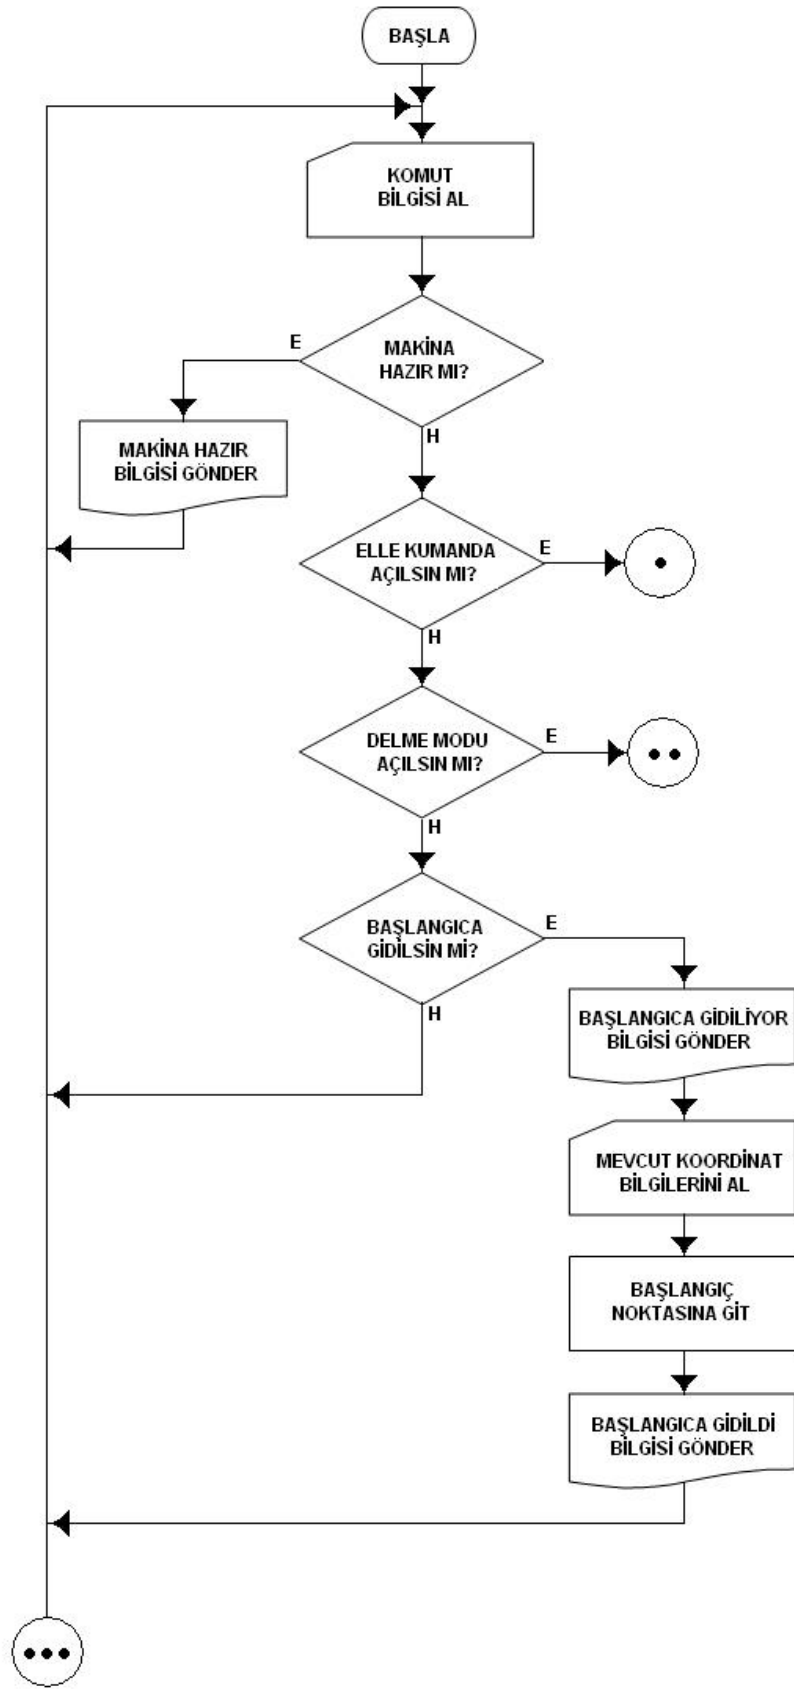 BAŞLA
KOMUT
BİLGİSİ AL
E
MAKİNA
HAZIR MI?
H
MAKİNA HAZIR
BİLGİSİ GÖNDER
ELLE KUMANDA
AÇILSIN MI?
E
H
DELME MODU
AÇILSIN MI?
E
H
BAŞLANGICA
GİDİLSİN Mİ?
E
H
BAŞLANGICA GİDİLİYOR
BİLGİSİ GÖNDER
MEVCUT KOORDİNAT
BİLGİLERİNİ AL
BAŞLANGIÇ
NOKTASINA GİT
BAŞLANGICA GİDİLDİ
BİLGİSİ GÖNDER